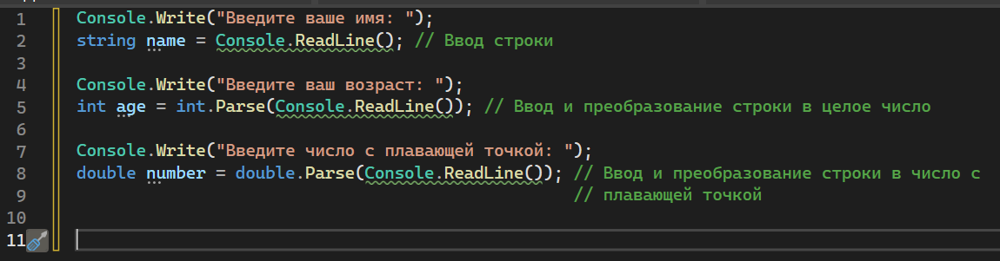 1 Console.Write("Введите ваше имя: ");
2 string name = Console.ReadLine(); // Ввод строки
3
4 Console.Write("Введите ваш возраст: ");
5 int age = int.Parse(Console.ReadLine()); // Ввод и преобразование строки в целое число
6
7 Console.Write("Введите число с плавающей точкой: ");
8 double number = double.Parse(Console.ReadLine()); // Ввод и преобразование строки в число с
9 // плавающей точкой
10
11